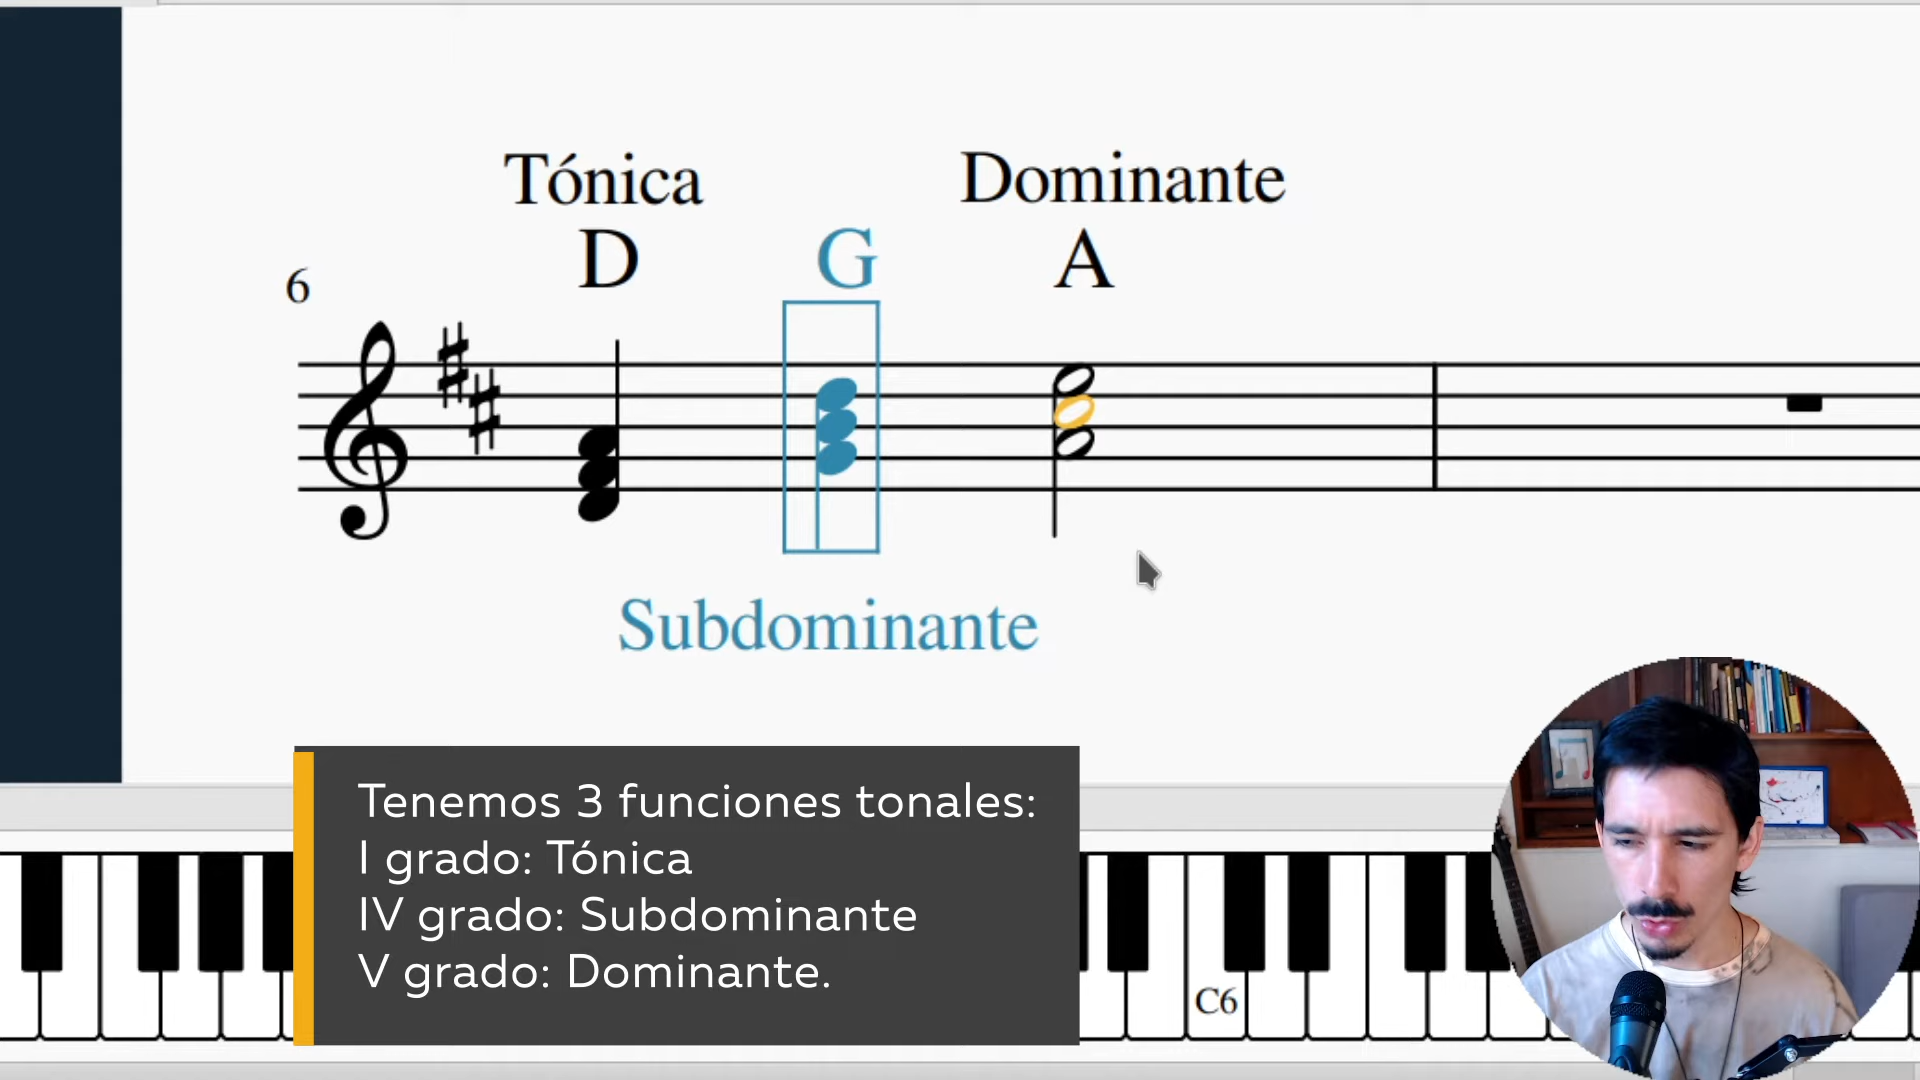 Tónica
Dominante
D
G
A
6
Subdominante
Tenemos 3 funciones tonales:
I grado: Tónica
IV grado: Subdominante
V grado: Dominante.
C6